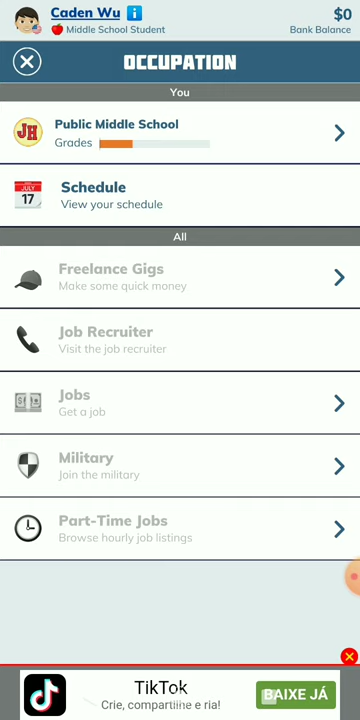 Caden Wu
$0
Middle School Student
Bank Balance
OCCUPATION
You
JH
Public Middle School
Grades
JULY
17
Schedule
View your schedule
All
Freelance Gigs
Make some quick money
Job Recruiter
Visit the job recruiter
Jobs
Get a job
Military
Join the military
Part-Time Jobs
Browse hourly job listings
TikTok
Crie, compartilhe e ria!
BAIXE JÁ